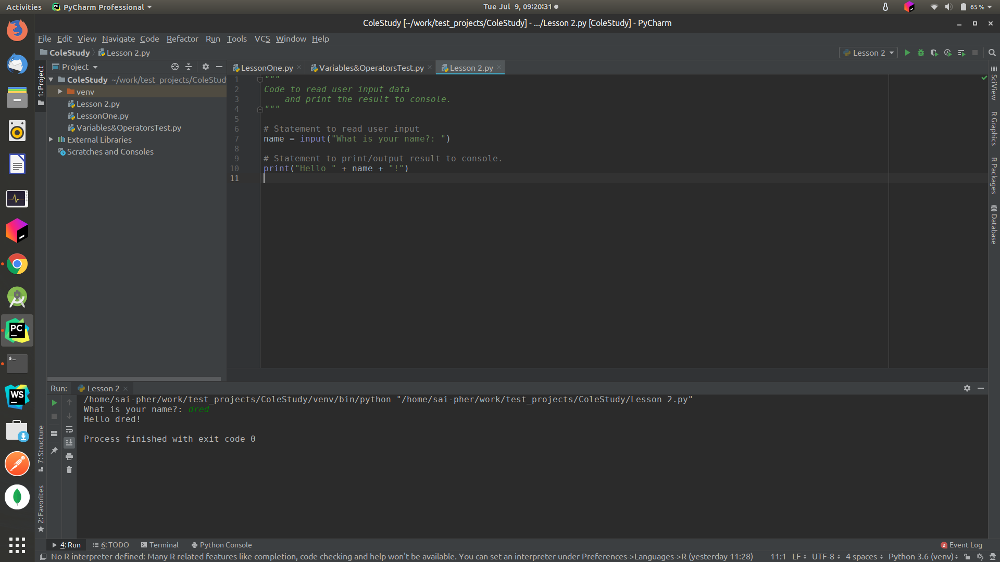 Activities PyCharm Professional Tue Jul 9, 09:20:31 65 %
ColeStudy [~/work/test_projects/ColeStudy] - .../Lesson 2.py [ColeStudy] - PyCharm
File Edit View Navigate Code Refactor Run Tools VCS Window Help
ColeStudy Lesson 2.py Lesson 2
Project LessonOne.py Variables&OperatorsTest.py Lesson 2.py
1: Project
ColeStudy ~/work/test_projects/ColeStud
venv
Lesson 2.py
LessonOne.py
Variables&OperatorsTest.py
External Libraries
Scratches and Consoles
1 """
2 Code to read user input data
3 and print the result to console.
4 """
5
6 # Statement to read user input
7 name = input("What is your name?: ")
8
9 # Statement to print/output result to console.
10 print("Hello " + name + "!")
11
SciView
R Graphics
R Packages
Database
PC
$_
WS
Run: Lesson 2
/home/sai-pher/work/test_projects/ColeStudy/venv/bin/python "/home/sai-pher/work/test_projects/ColeStudy/Lesson 2.py"
What is your name?: dred
Hello dred!
Process finished with exit code 0
7: Structure
2: Favorites
4: Run 6: TODO Terminal Python Console 2 Event Log
No R interpreter defined: Many R related features like completion, code checking and help won't be available. You can set an interpreter under Preferences->Languages->R (yesterday 11:28) 11:1 LF UTF-8 4 spaces Python 3.6 (venv)